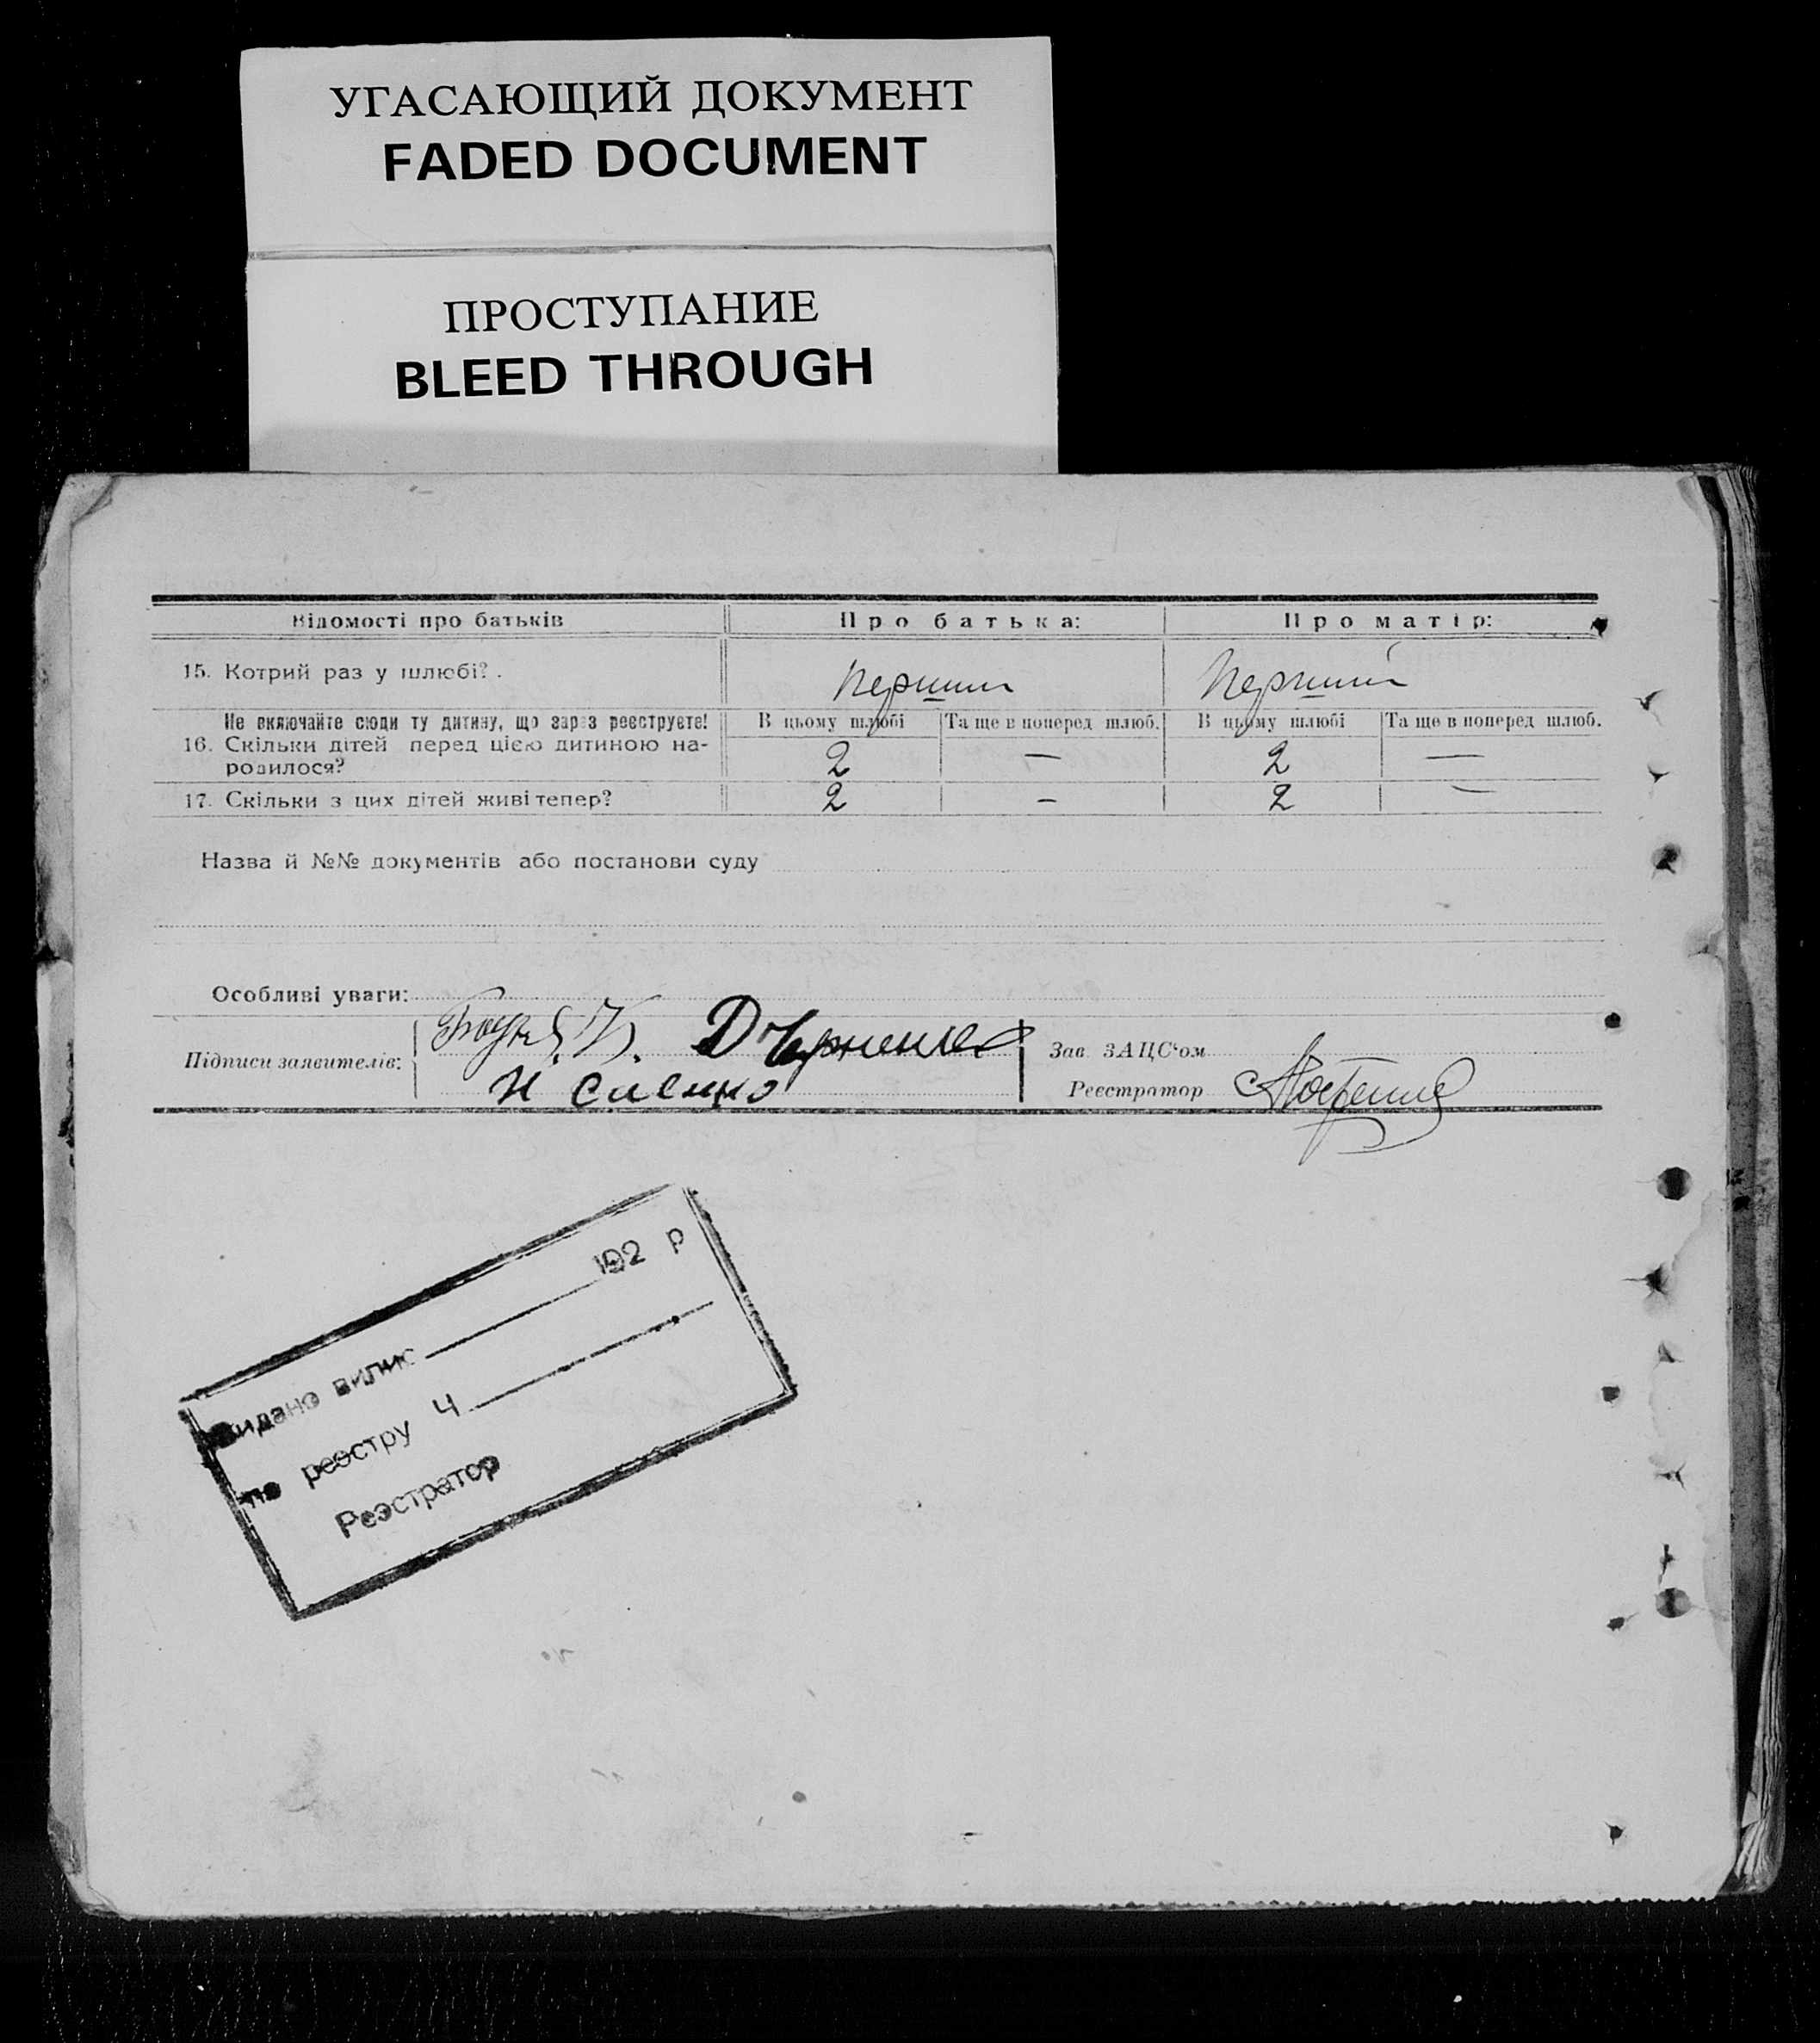 УГАСАЮЩИЙ ДОКУМЕНТ
FADED DOCUMENT
ПРОСТУПАНИЕ
BLEED THROUGH
Відомості про батьків Про батька: Про матір:
15. Котрий раз у шлюбі? . перший перший
Не включайте сюди ту дитину, що зараз реєструєте! В цьому шлюбі Та ще в поперед шлюб. В цьому шлюбі Та ще в поперед шлюб.
16. Скільки дітей перед цією дитиною на-
родилося? 2 — 2 —
17. Скільки з цих дітей живі тепер? 2 – 2 —
Назва й №№ документів або постанови суду
Особливі уваги:
Підписи заявителів: Зав. ЗАЦС'ом
Н
Реєстратор
Видано випис 192 р
по реєстру Ч
Реэстратор